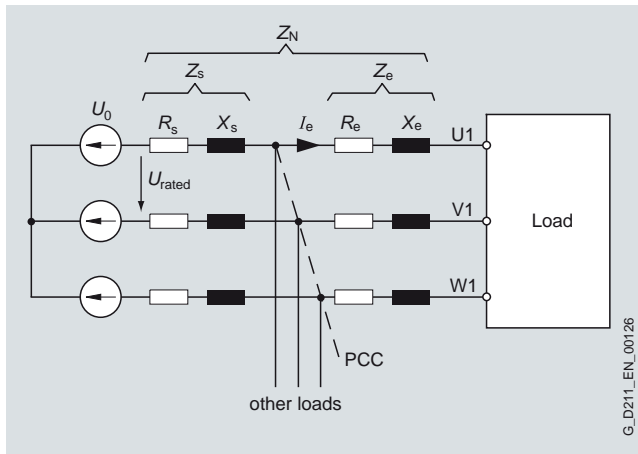 Z_N
Z_s
Z_e
U_0
R_s
X_s
I_e
R_e
X_e
U1
U_rated
V1
Load
W1
PCC
other loads
G_D211_EN_00126